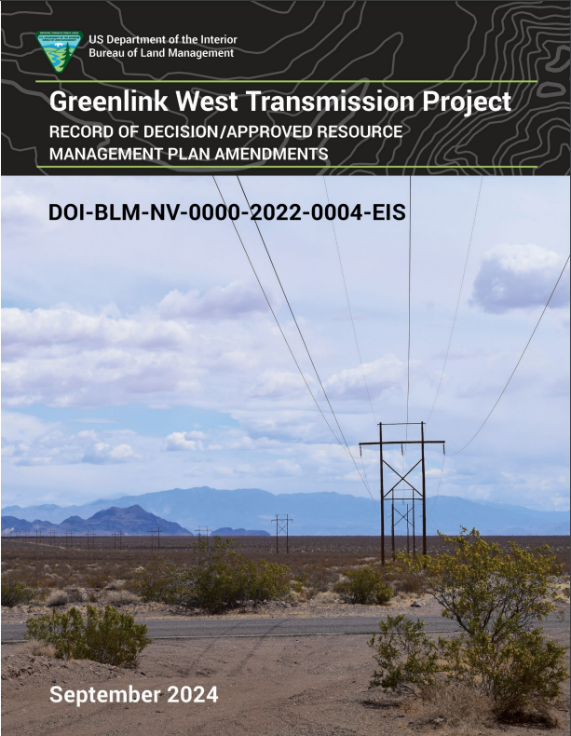 US Department of the Interior
Bureau of Land Management
Greenlink West Transmission Project
RECORD OF DECISION/APPROVED RESOURCE
MANAGEMENT PLAN AMENDMENTS
DOI-BLM-NV-0000-2022-0004-EIS
September 2024